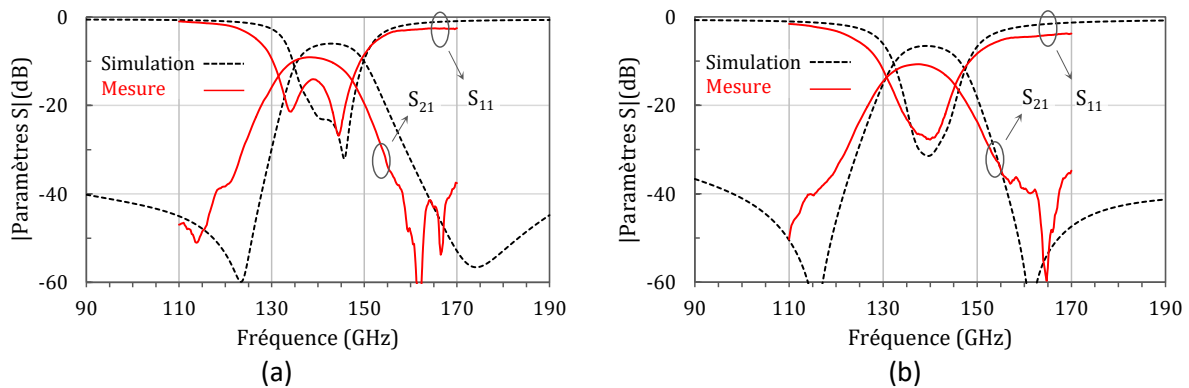 |Paramètres S|(dB)
0
-20
-40
-60
Simulation
Mesure
S21
S11
90 110 130 150 170 190
Fréquence (GHz)
(a)
|Paramètres S|(dB)
0
-20
-40
-60
Simulation
Mesure
S21
S11
90 110 130 150 170 190
Fréquence (GHz)
(b)